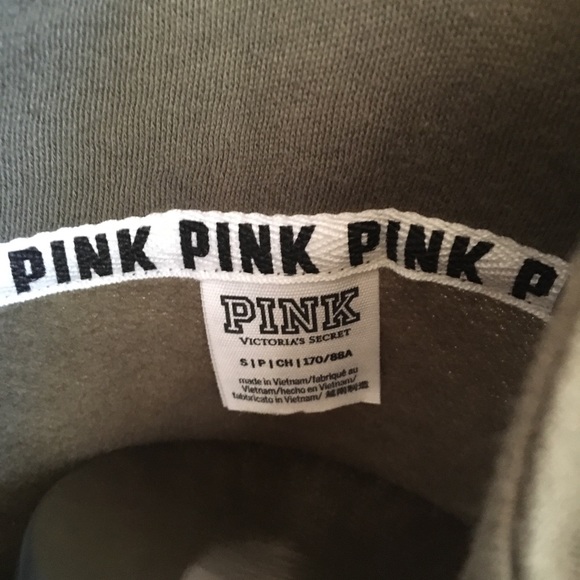 PINK PINK PINK P
PINK
VICTORIA'S SECRET
S|P|CH|170/88A
made in Vietnam/fabriqué au
Vietnam/hecho en Vietnam/
fabbricato in Vietnam/ 越南制造